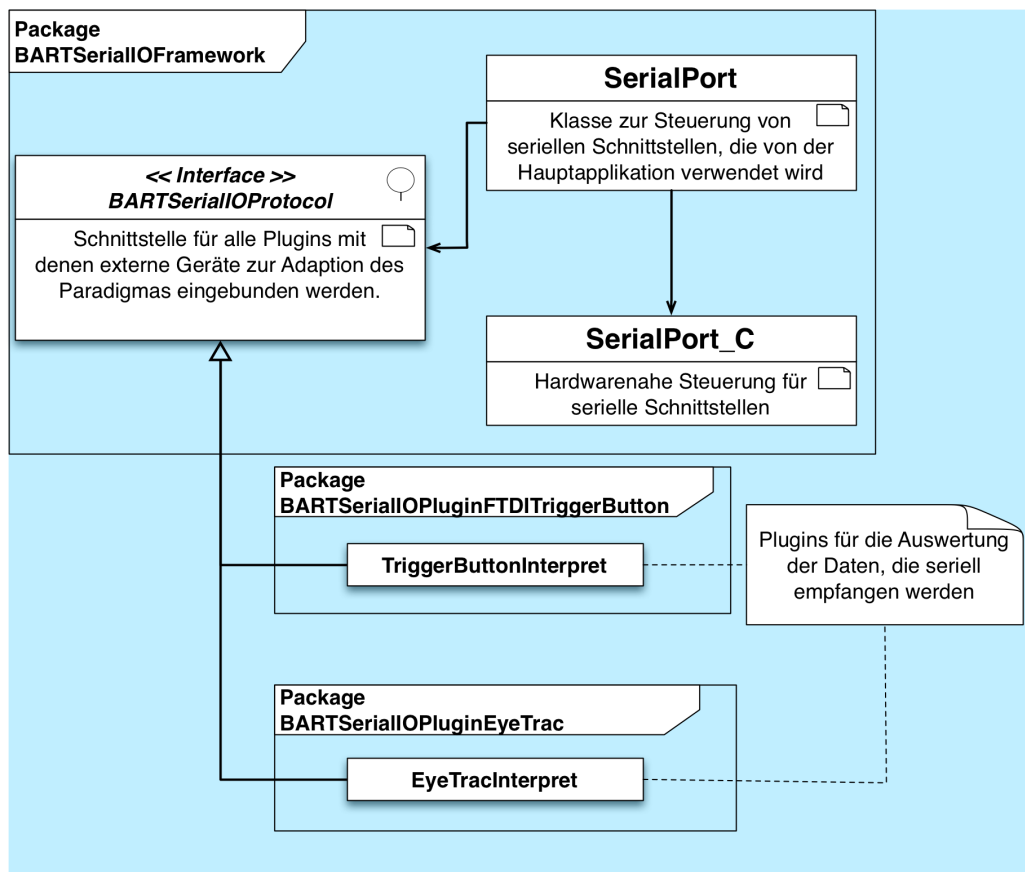 Package
BARTSerialIOFramework
SerialPort
Klasse zur Steuerung von
seriellen Schnittstellen, die von der
Hauptapplikation verwendet wird
<< Interface >>
BARTSerialIOProtocol
Schnittstelle für alle Plugins mit
denen externe Geräte zur Adaption des
Paradigmas eingebunden werden.
SerialPort_C
Hardwarenahe Steuerung für
serielle Schnittstellen
Package
BARTSerialIOPluginFTDITriggerButton
TriggerButtonInterpret
Plugins für die Auswertung
der Daten, die seriell
empfangen werden
Package
BARTSerialIOPluginEyeTrac
EyeTracInterpret